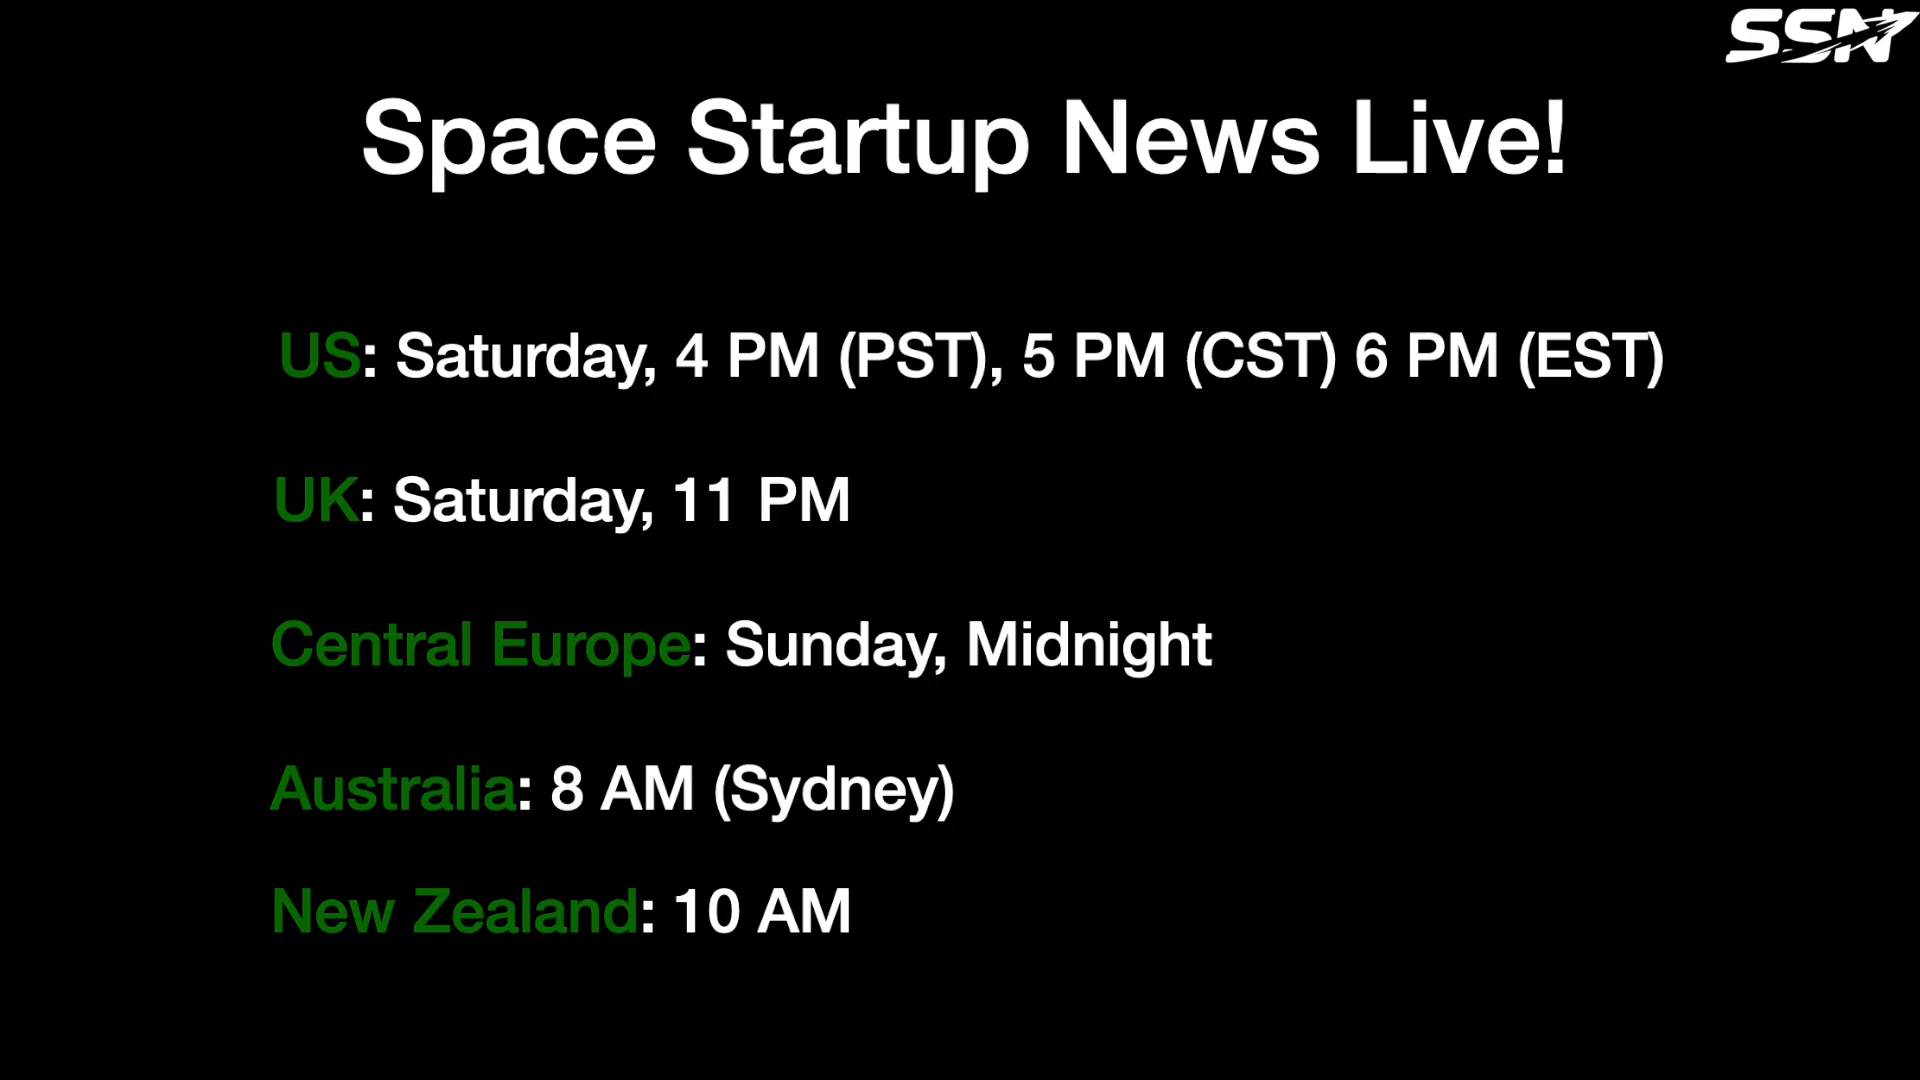 SSN
Space Startup News Live!
US: Saturday, 4 PM (PST), 5 PM (CST) 6 PM (EST)
UK: Saturday, 11 PM
Central Europe: Sunday, Midnight
Australia: 8 AM (Sydney)
New Zealand: 10 AM